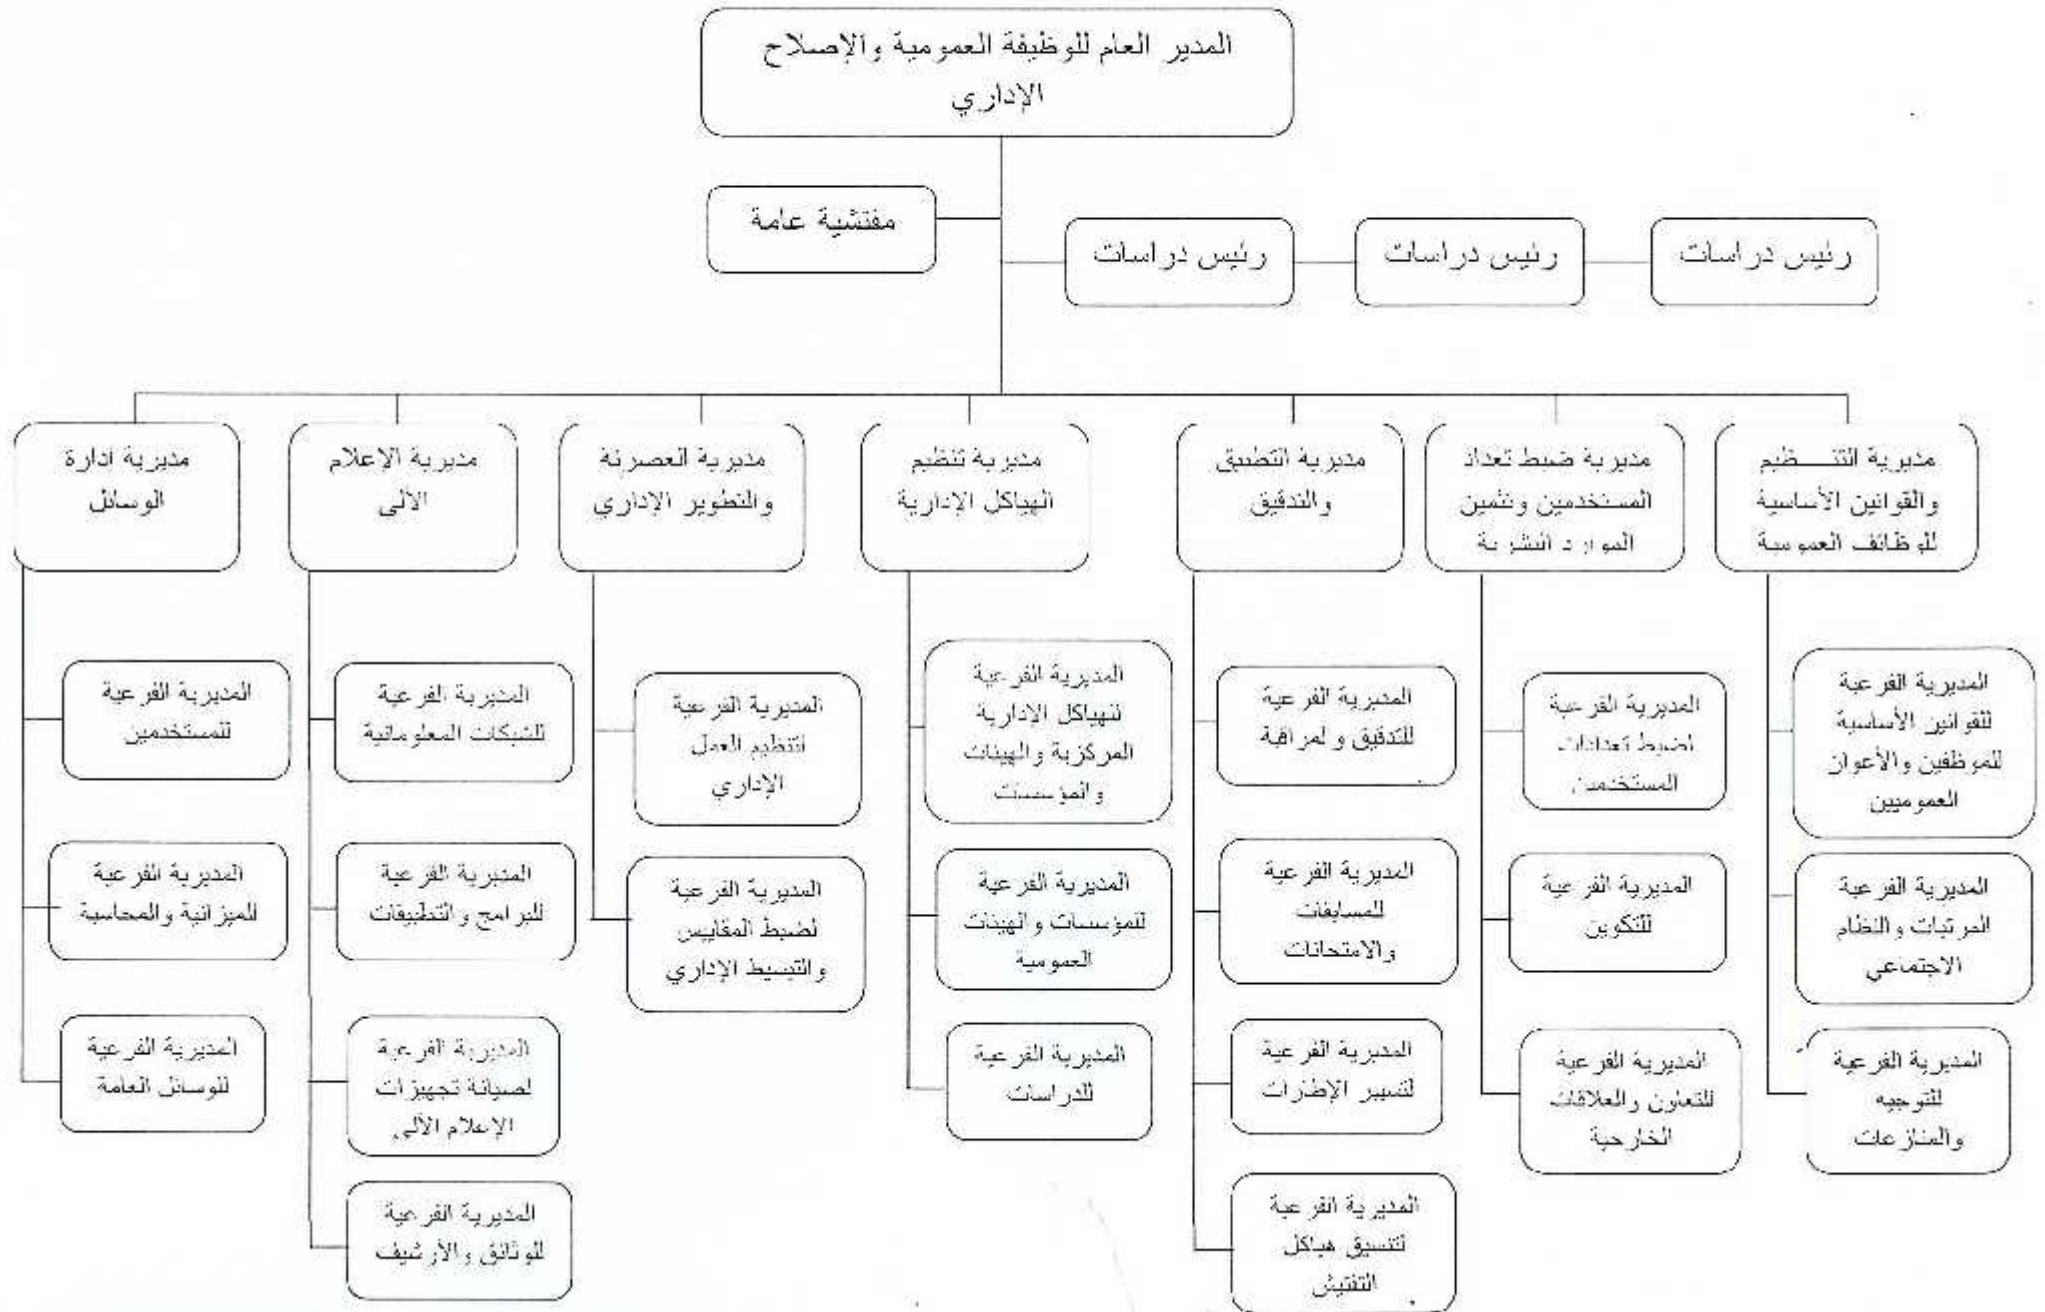 المدير العام للوظيفة العمومية والإصلاح
الإداري
مفتشية عامة
رئيس دراسات
رئيس دراسات
رئيس دراسات
مديرية التنظيم
والقوانين الأساسية
للوظائف العمومية
مديرية ضبط تعداد
المستخدمين وتثمين
الموارد البشرية
مديرية التطبيق
والتدقيق
مديرية تنظيم
الهياكل الإدارية
مديرية العصرنة
والتطوير الإداري
مديرية الإعلام
الآلي
مديرية ادارة
الوسائل
المديرية الفرعية
للقوانين الأساسية
للموظفين والأعوان
العموميين
المديرية الفرعية
المرتبات والنظام
الاجتماعي
المديرية الفرعية
للتوجيه
والمنازعات
المديرية الفرعية
لضبط تعدادات
المستخدمين
المديرية الفرعية
للتكوين
المديرية الفرعية
للتعاون والعلاقات
الخارجية
المديرية الفرعية
للتدقيق والمراقبة
المديرية الفرعية
للمسابقات
والامتحانات
المديرية الفرعية
لتسيير الإطارات
المديرية الفرعية
لتنسيق هياكل
التفتيش
المديرية الفرعية
للهياكل الإدارية
المركزية والهيئات
والمؤسسات
المديرية الفرعية
للمؤسسات والهيئات
العمومية
المديرية الفرعية
للدراسات
المديرية الفرعية
لتنظيم العمل
الإداري
المديرية الفرعية
لضبط المقاييس
والتبسيط الإداري
المديرية الفرعية
للشبكات المعلوماتية
المديرية الفرعية
للبرامج والتطبيقات
المديرية الفرعية
لصيانة تجهيزات
الإعلام الآلي
المديرية الفرعية
للوثائق والأرشيف
المديرية الفرعية
للمستخدمين
المديرية الفرعية
للميزانية والمحاسبة
المديرية الفرعية
للوسائل العامة